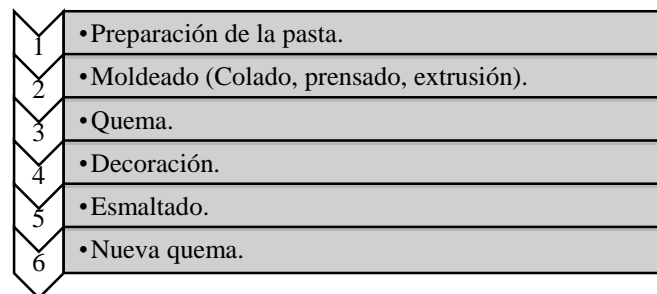 1 •Preparación de la pasta.
2 •Moldeado (Colado, prensado, extrusión).
3 •Quema.
4 •Decoración.
5 •Esmaltado.
6 •Nueva quema.